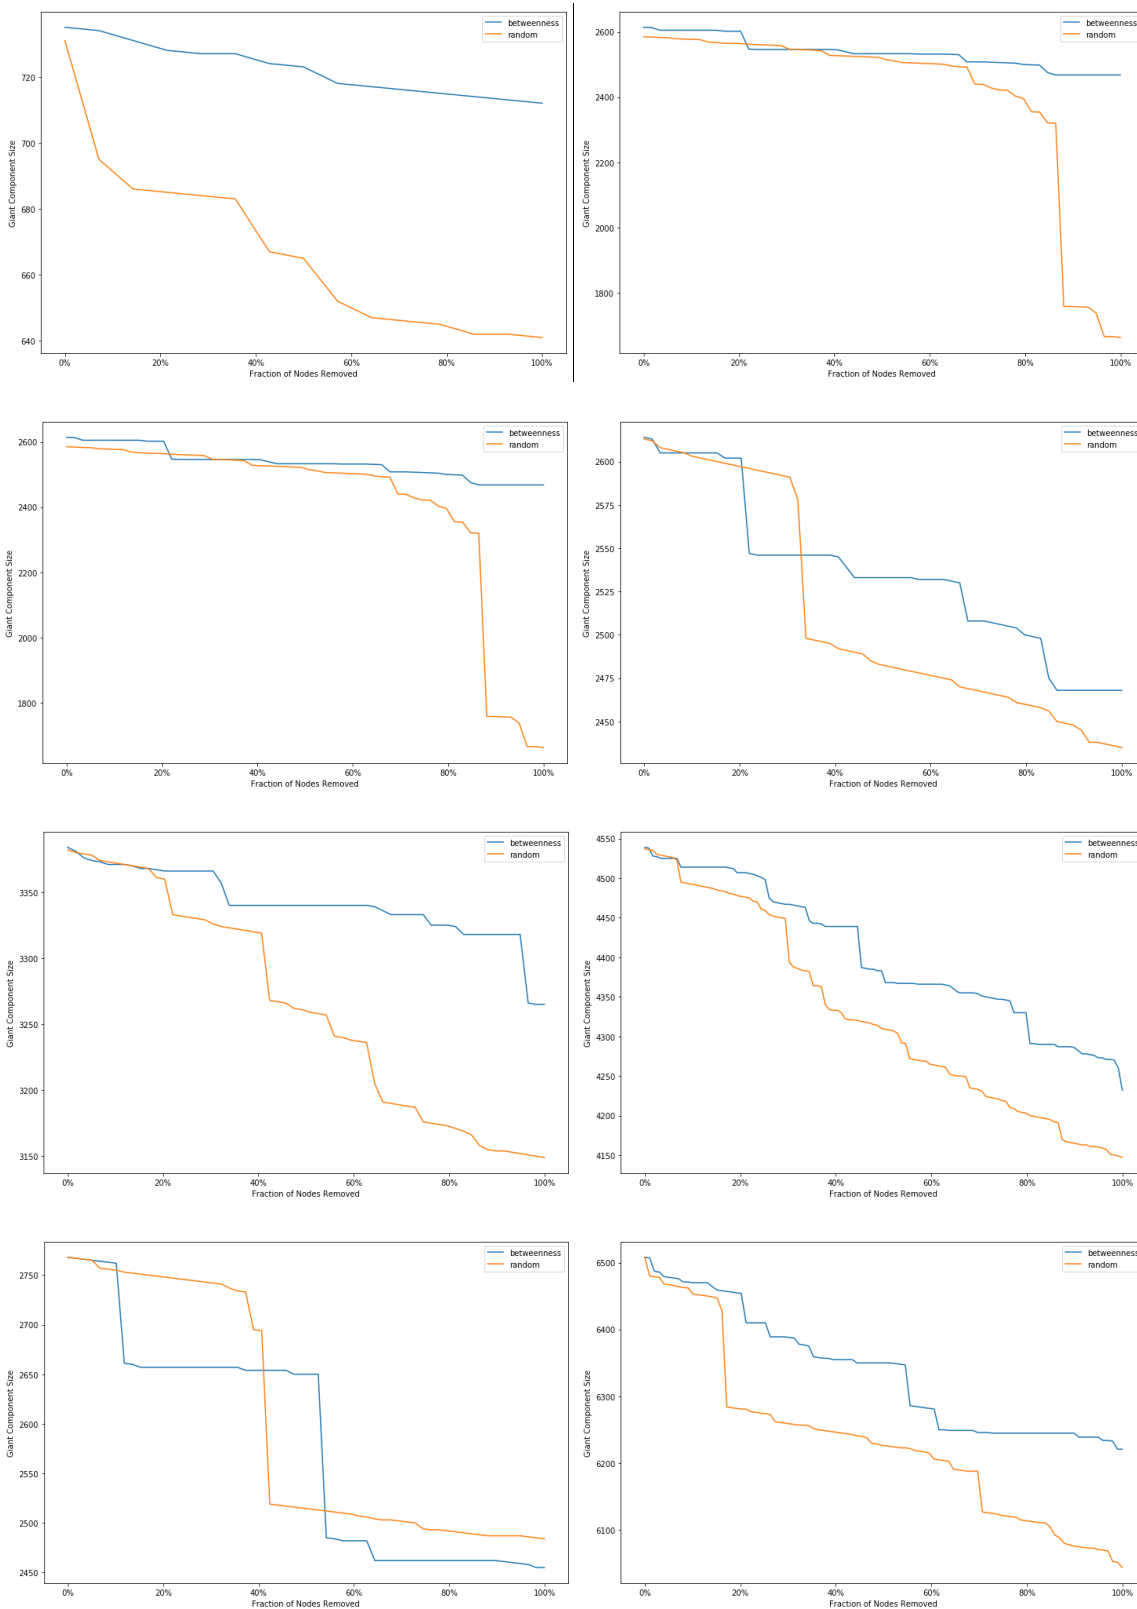 betweenness
random
Giant Component Size
720
700
680
660
640
0% 20% 40% 60% 80% 100%
Fraction of Nodes Removed
betweenness
random
Giant Component Size
2600
2400
2200
2000
1800
0% 20% 40% 60% 80% 100%
Fraction of Nodes Removed
betweenness
random
Giant Component Size
2600
2400
2200
2000
1800
0% 20% 40% 60% 80% 100%
Fraction of Nodes Removed
betweenness
random
Giant Component Size
2600
2575
2550
2525
2500
2475
2450
0% 20% 40% 60% 80% 100%
Fraction of Nodes Removed
betweenness
random
Giant Component Size
3350
3300
3250
3200
3150
0% 20% 40% 60% 80% 100%
Fraction of Nodes Removed
betweenness
random
Giant Component Size
4550
4500
4450
4400
4350
4300
4250
4200
4150
0% 20% 40% 60% 80% 100%
Fraction of Nodes Removed
betweenness
random
Giant Component Size
2750
2700
2650
2600
2550
2500
2450
0% 20% 40% 60% 80% 100%
Fraction of Nodes Removed
betweenness
random
Giant Component Size
6500
6400
6300
6200
6100
0% 20% 40% 60% 80% 100%
Fraction of Nodes Removed